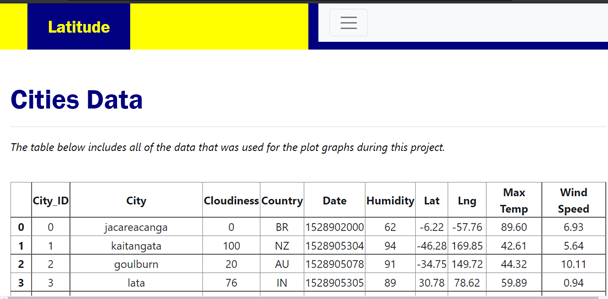 Latitude
Cities Data
The table below includes all of the data that was used for the plot graphs during this project.
City_ID City Cloudiness Country Date Humidity Lat Lng Max Temp Wind Speed
0 0 jacareacanga 0 BR 1528902000 62 -6.22 -57.76 89.60 6.93
1 1 kaitangata 100 NZ 1528905304 94 -46.28 169.85 42.61 5.64
2 2 goulburn 20 AU 1528905078 91 -34.75 149.72 44.32 10.11
3 3 lata 76 IN 1528905305 89 30.78 78.62 59.89 0.94